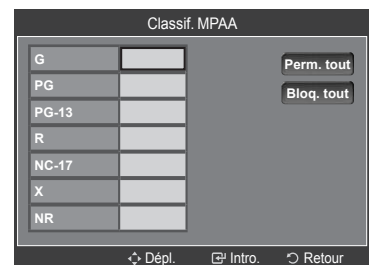 Classif. MPAA
G
Perm. tout
PG
Bloq. tout
PG-13
R
NC-17
X
NR
Dépl. Intro. Retour